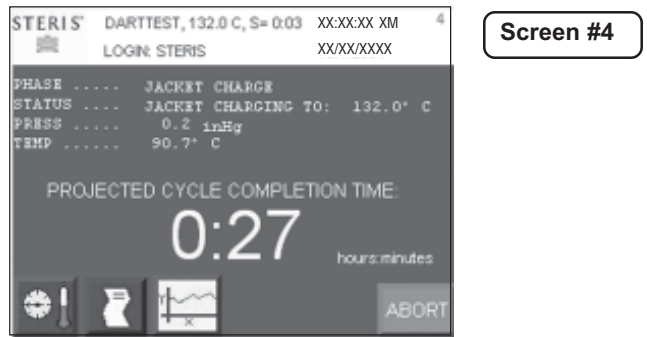 STERIS® DARTTEST, 132.0 C, S= 0:03 XX:XX:XX XM 4
LOGIN: STERIS XX/XX/XXXX
Screen #4
PHASE ..... JACKET CHARGE
STATUS .... JACKET CHARGING TO: 132.0° C
PRESS ..... 0.2 inHg
TEMP ...... 90.7° C
PROJECTED CYCLE COMPLETION TIME:
0:27
hours:minutes
X
ABORT